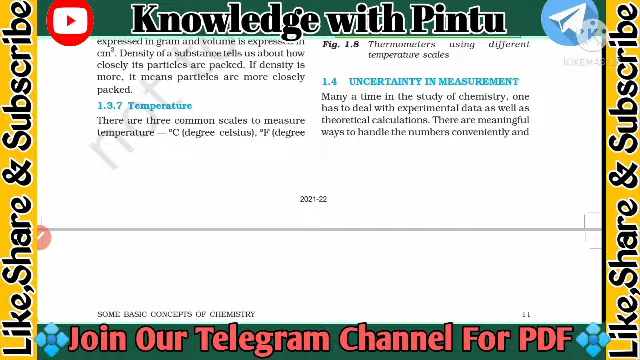 Knowledge with Pintu
Like,Share & Subscribe
expressed in gram and volume is expressed in
cm³. Density of a substance tells us about how
closely its particles are packed. If density is
more, it means particles are more closely
packed.
1.3.7 Temperature
There are three common scales to measure
temperature — °C (degree celsius), °F (degree
Fig. 1.8 Thermometers using different
temperature scales
1.4 UNCERTAINTY IN MEASUREMENT
Many a time in the study of chemistry, one
has to deal with experimental data as well as
theoretical calculations. There are meaningful
ways to handle the numbers conveniently and
2021-22
SOME BASIC CONCEPTS OF CHEMISTRY
11
Like,Share & Subscribe
Join Our Telegram Channel For PDF